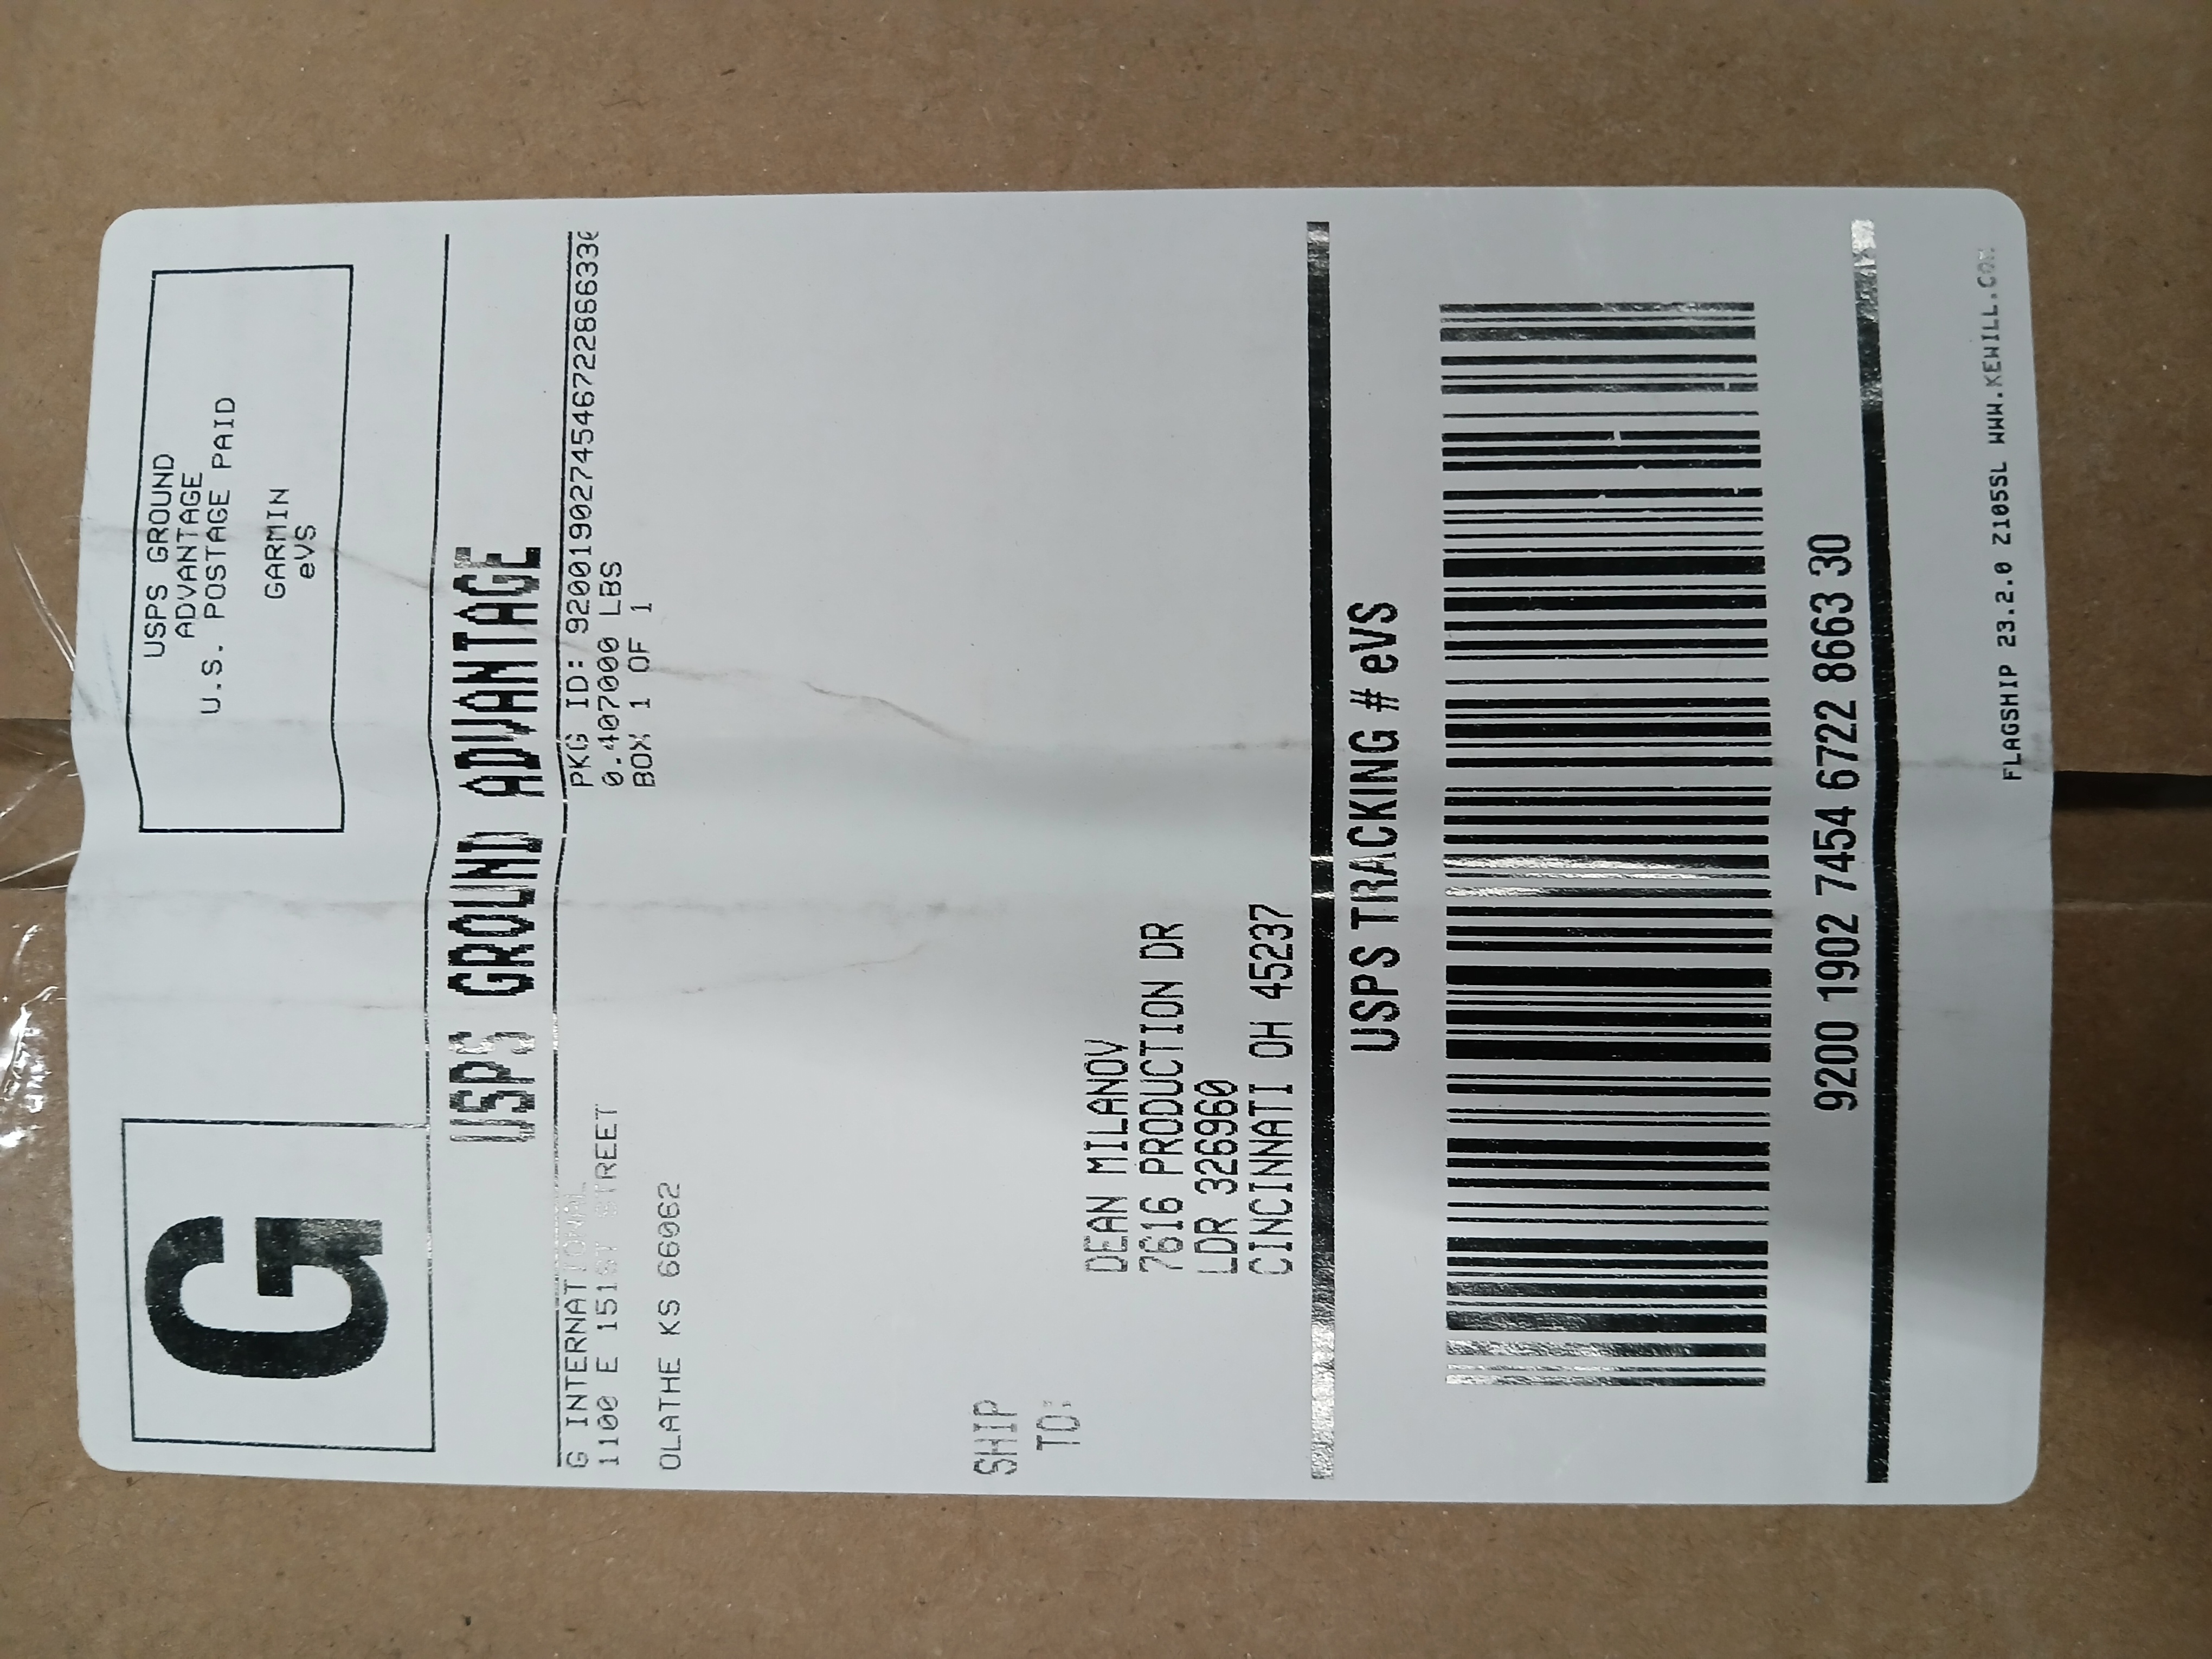 G
USPS GROUND
ADVANTAGE
U.S. POSTAGE PAID
GARMIN
eVS
USPS GROUND ADVANTAGE
G INTERNATIONAL
1100 E 151ST STREET
OLATHE KS 66062
PKG ID: 9200190274546722866330
0.407000 LBS
BOX 1 OF 1
SHIP
TO:
DEAN MILANOV
7616 PRODUCTION DR
LDR 326960
CINCINNATI OH 45237
USPS TRACKING # eVS
9200 1902 7454 6722 8663 30
FLAGSHIP 23.2.0 Z105SL WWW.KEWILL.COM